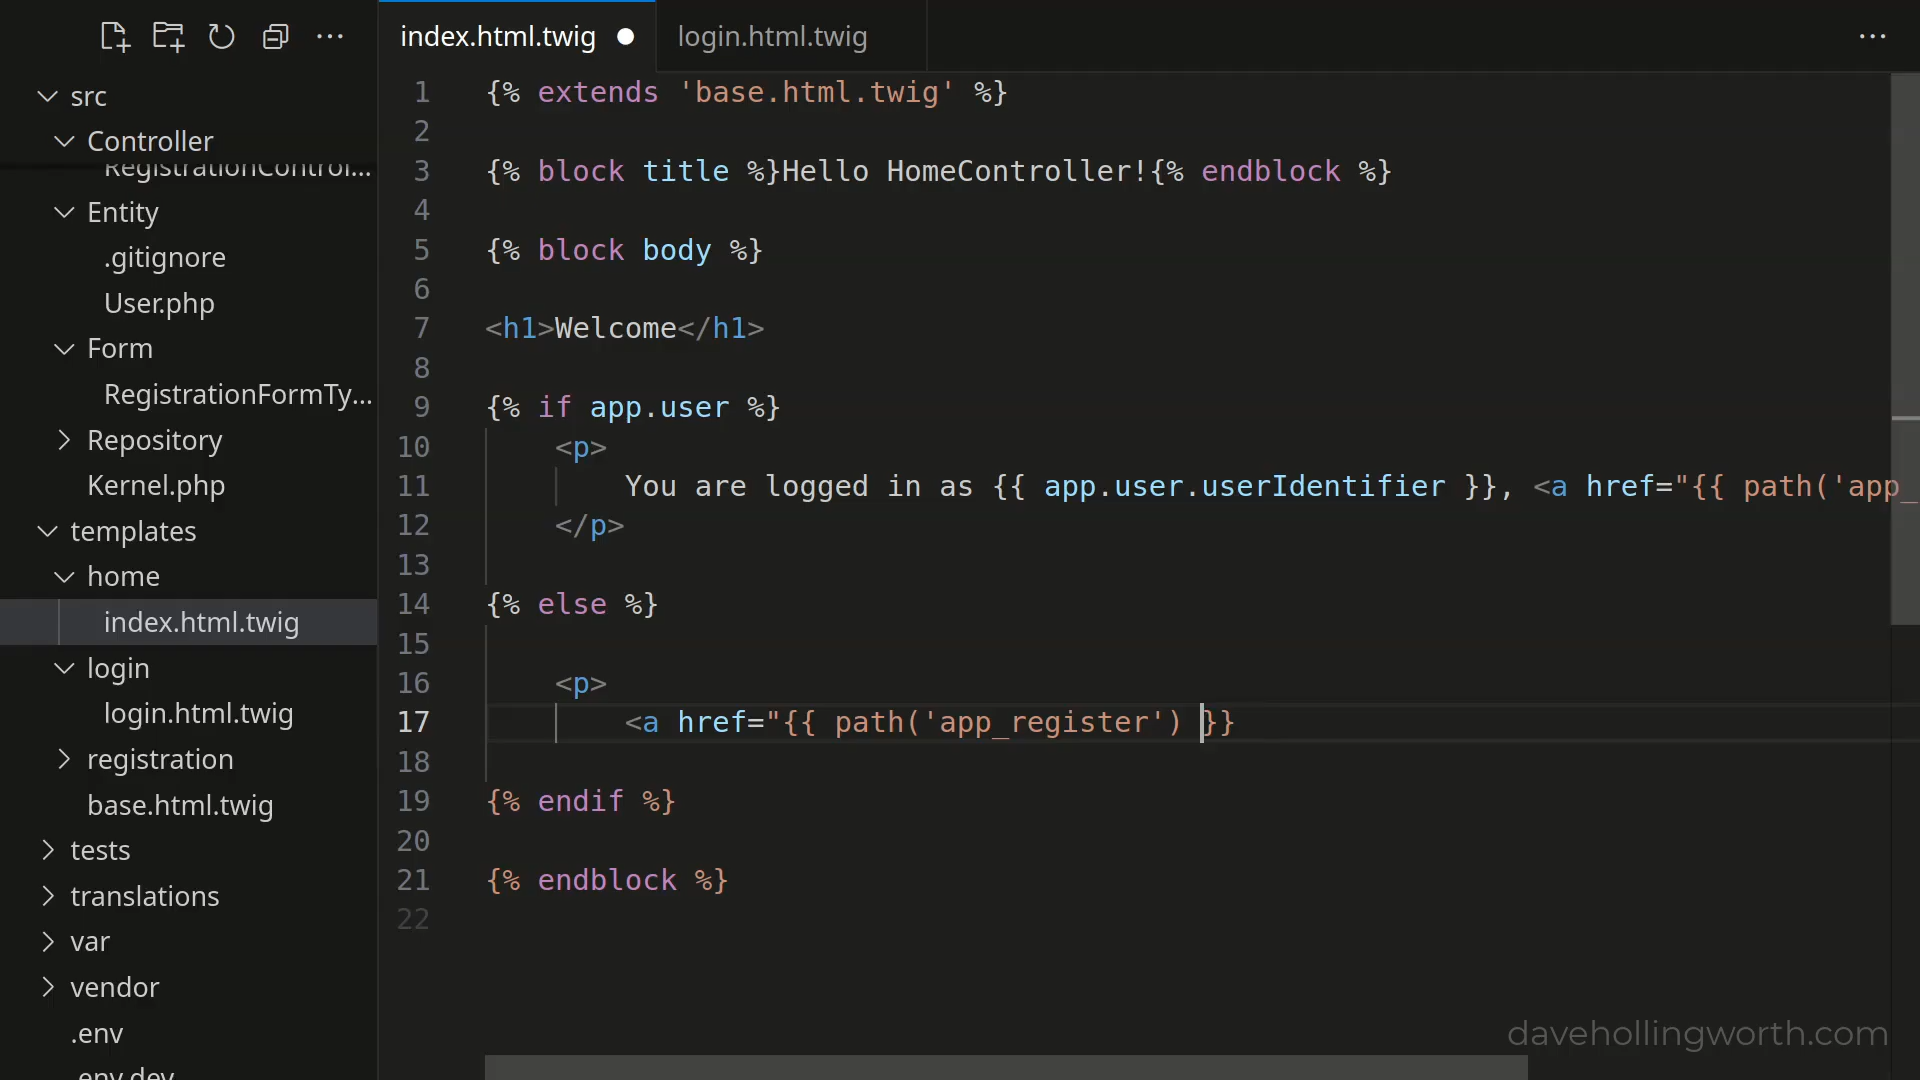 index.html.twig
login.html.twig
src
Controller
RegistrationControl...
Entity
.gitignore
User.php
Form
RegistrationFormTy...
Repository
Kernel.php
templates
home
index.html.twig
login
login.html.twig
registration
base.html.twig
tests
translations
var
vendor
.env
.env.dev
1 {% extends 'base.html.twig' %}
2
3 {% block title %}Hello HomeController!{% endblock %}
4
5 {% block body %}
6
7 <h1>Welcome</h1>
8
9 {% if app.user %}
10 <p>
11 You are logged in as {{ app.user.userIdentifier }}, <a href="{{ path('app_
12 </p>
13
14 {% else %}
15
16 <p>
17 <a href="{{ path('app_register') }}
18
19 {% endif %}
20
21 {% endblock %}
22
davehollingworth.com